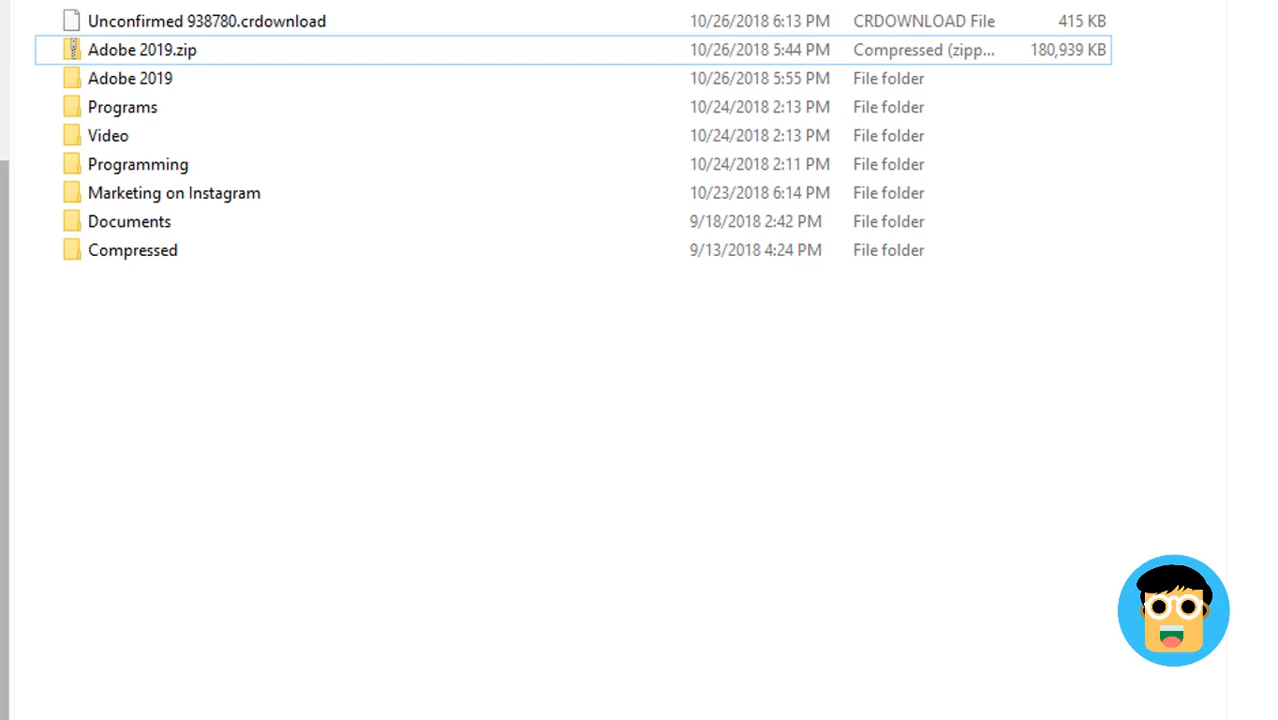 Unconfirmed 938780.crdownload 10/26/2018 6:13 PM CRDOWNLOAD File 415 KB
Adobe 2019.zip 10/26/2018 5:44 PM Compressed (zipp... 180,939 KB
Adobe 2019 10/26/2018 5:55 PM File folder
Programs 10/24/2018 2:13 PM File folder
Video 10/24/2018 2:13 PM File folder
Programming 10/24/2018 2:11 PM File folder
Marketing on Instagram 10/23/2018 6:14 PM File folder
Documents 9/18/2018 2:42 PM File folder
Compressed 9/13/2018 4:24 PM File folder